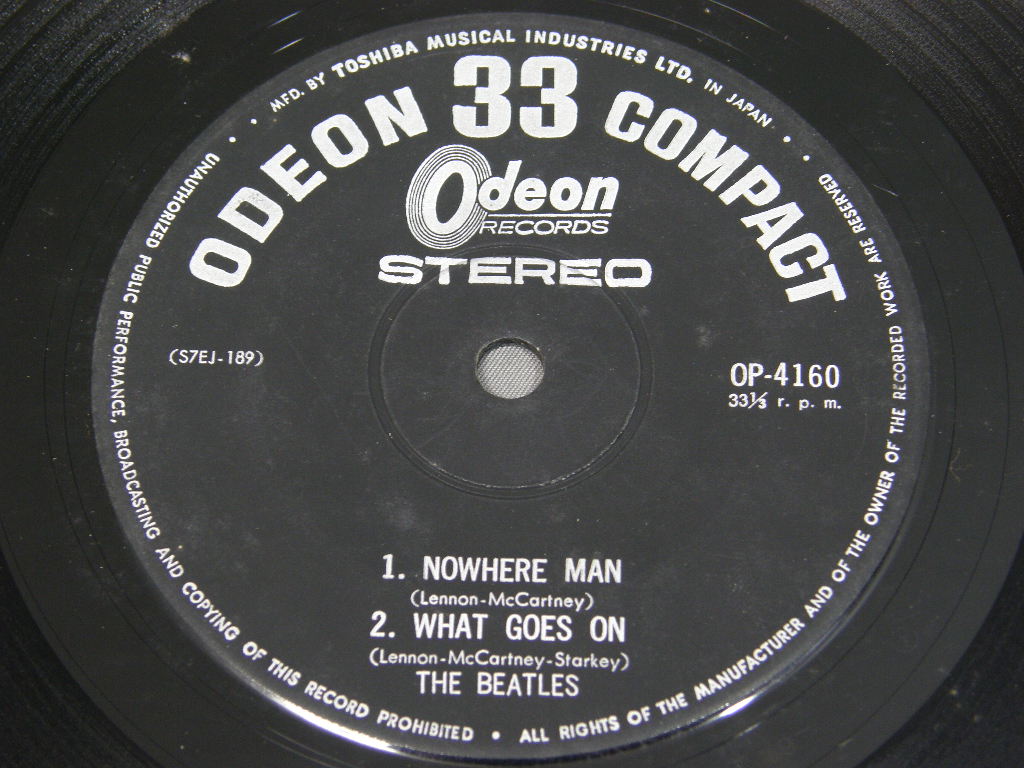 MFD. BY TOSHIBA MUSICAL INDUSTRIES LTD. IN JAPAN
ODEON 33 COMPACT
Odeon
RECORDS
STEREO
(S7EJ-189)
OP-4160
33⅓ r. p. m.
1. NOWHERE MAN
(Lennon-McCartney)
2. WHAT GOES ON
(Lennon-McCartney-Starkey)
THE BEATLES
UNAUTHORIZED PUBLIC PERFORMANCE, BROADCASTING AND COPYING OF THIS RECORD PROHIBITED • ALL RIGHTS OF THE MANUFACTURER AND OF THE OWNER OF THE RECORDED WORK ARE RESERVED